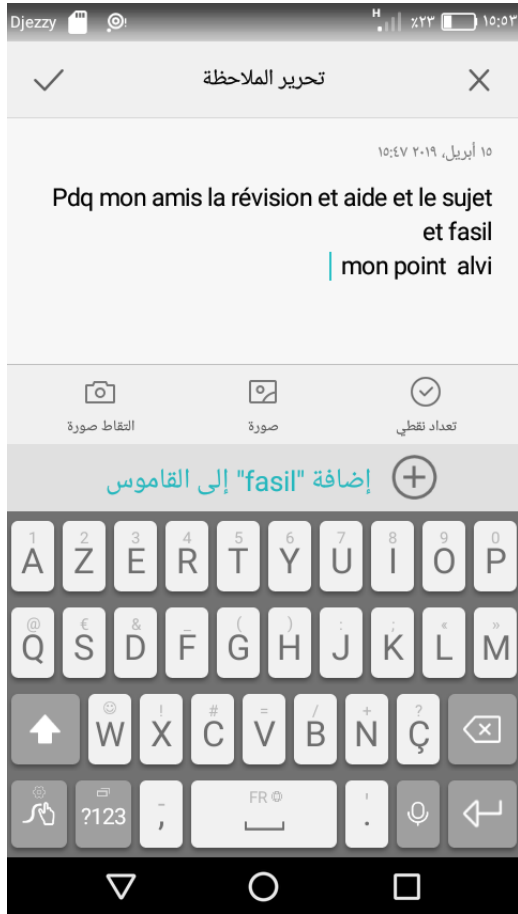 Djezzy
H ٪٢٣ ١٥:٥٣
تحرير الملاحظة
١٥ أبريل، ٢٠١٩ ١٥:٤٧
Pdq mon amis la révision et aide et le sujet
et fasil
mon point alvi
تعداد نقطي صورة التقاط صورة
إضافة "fasil" إلى القاموس
1 2 3 4 5 6 7 8 9 0
A Z E R T Y U I O P
@ € & _ ( ) : ; « »
Q S D F G H J K L M
! # = / + ?
W X C V B N Ç
- FR '
?123 , .